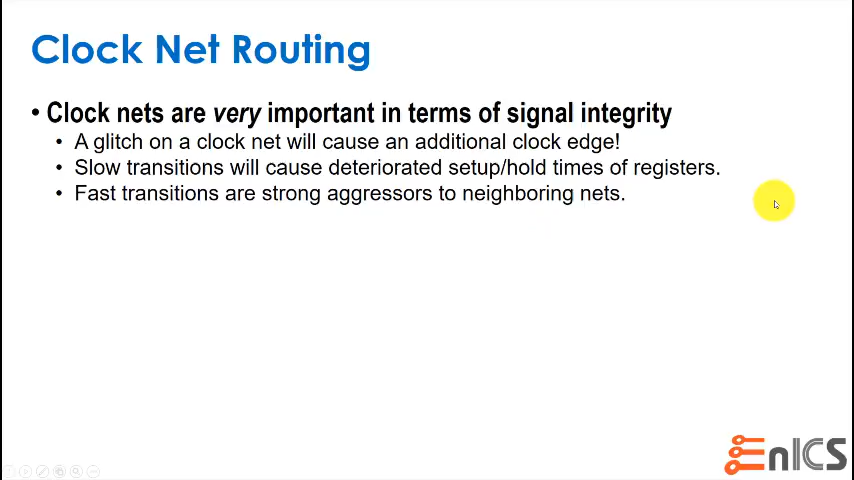 Clock Net Routing
• Clock nets are very important in terms of signal integrity
• A glitch on a clock net will cause an additional clock edge!
• Slow transitions will cause deteriorated setup/hold times of registers.
• Fast transitions are strong aggressors to neighboring nets.
EnICS